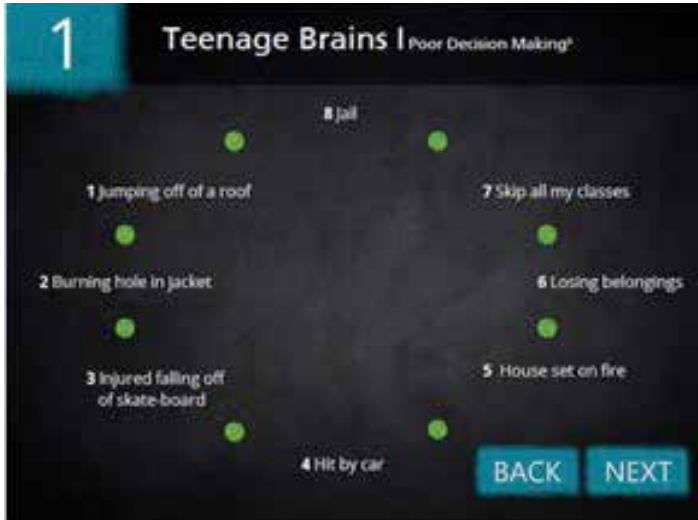 1
Teenage Brains | Poor Decision Making⁶
8 Jail
1 Jumping off of a roof
7 Skip all my classes
2 Burning hole in jacket
6 Losing belongings
3 Injured falling off
of skate-board
5 House set on fire
4 Hit by car
BACK NEXT